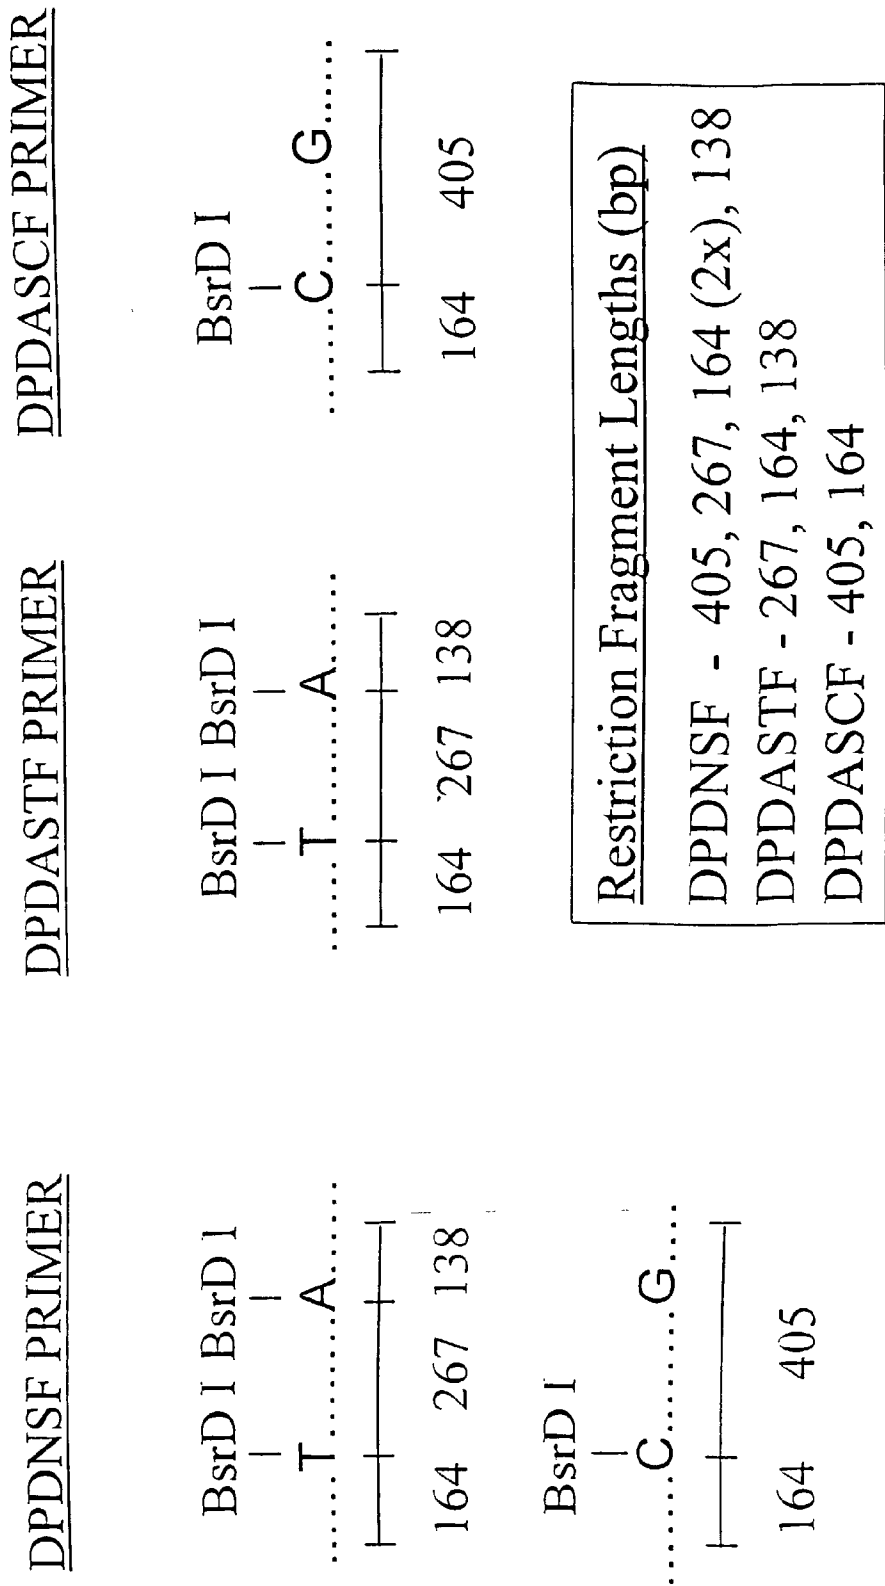 DPDNSF PRIMER
BsrD I BsrD I
.....T..........A......
164 267 138
BsrD I
.......C..........G....
164 405
DPDASTF PRIMER
BsrD I BsrD I
......T..........A......
164 267 138
DPDASCF PRIMER
BsrD I
......C.......G......
164 405
Restriction Fragment Lengths (bp)
DPDNSF - 405, 267, 164 (2x), 138
DPDASTF - 267, 164, 138
DPDASCF - 405, 164